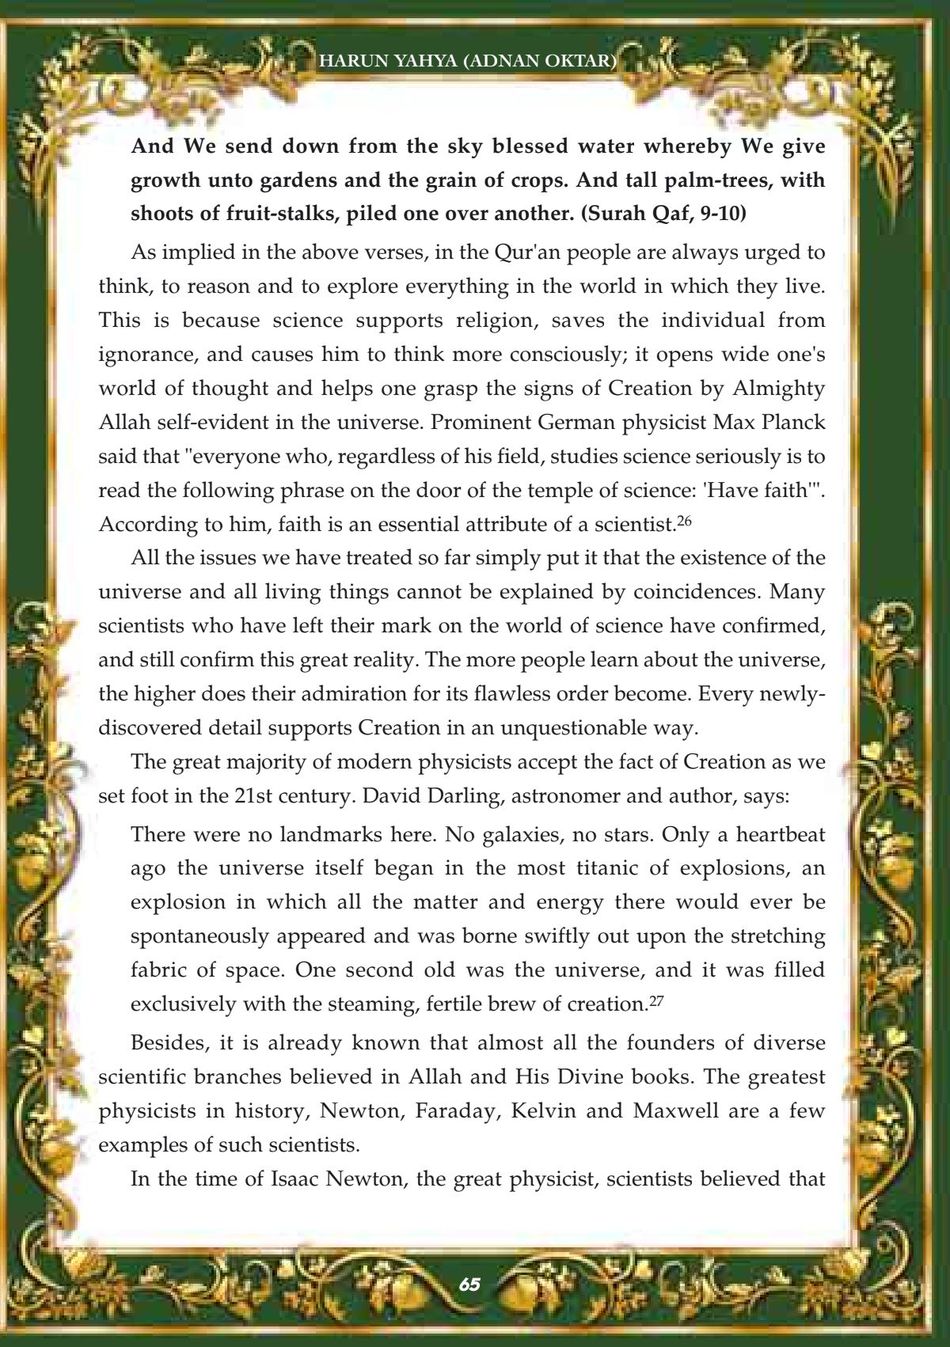 HARUN YAHYA (ADNAN OKTAR)
And We send down from the sky blessed water whereby We give
growth unto gardens and the grain of crops. And tall palm-trees, with
shoots of fruit-stalks, piled one over another. (Surah Qaf, 9-10)
As implied in the above verses, in the Qur'an people are always urged to
think, to reason and to explore everything in the world in which they live.
This is because science supports religion, saves the individual from
ignorance, and causes him to think more consciously; it opens wide one's
world of thought and helps one grasp the signs of Creation by Almighty
Allah self-evident in the universe. Prominent German physicist Max Planck
said that "everyone who, regardless of his field, studies science seriously is to
read the following phrase on the door of the temple of science: 'Have faith'".
According to him, faith is an essential attribute of a scientist.26
All the issues we have treated so far simply put it that the existence of the
universe and all living things cannot be explained by coincidences. Many
scientists who have left their mark on the world of science have confirmed,
and still confirm this great reality. The more people learn about the universe,
the higher does their admiration for its flawless order become. Every newly-
discovered detail supports Creation in an unquestionable way.
The great majority of modern physicists accept the fact of Creation as we
set foot in the 21st century. David Darling, astronomer and author, says:
There were no landmarks here. No galaxies, no stars. Only a heartbeat
ago the universe itself began in the most titanic of explosions, an
explosion in which all the matter and energy there would ever be
spontaneously appeared and was borne swiftly out upon the stretching
fabric of space. One second old was the universe, and it was filled
exclusively with the steaming, fertile brew of creation.27
Besides, it is already known that almost all the founders of diverse
scientific branches believed in Allah and His Divine books. The greatest
physicists in history, Newton, Faraday, Kelvin and Maxwell are a few
examples of such scientists.
In the time of Isaac Newton, the great physicist, scientists believed that
65